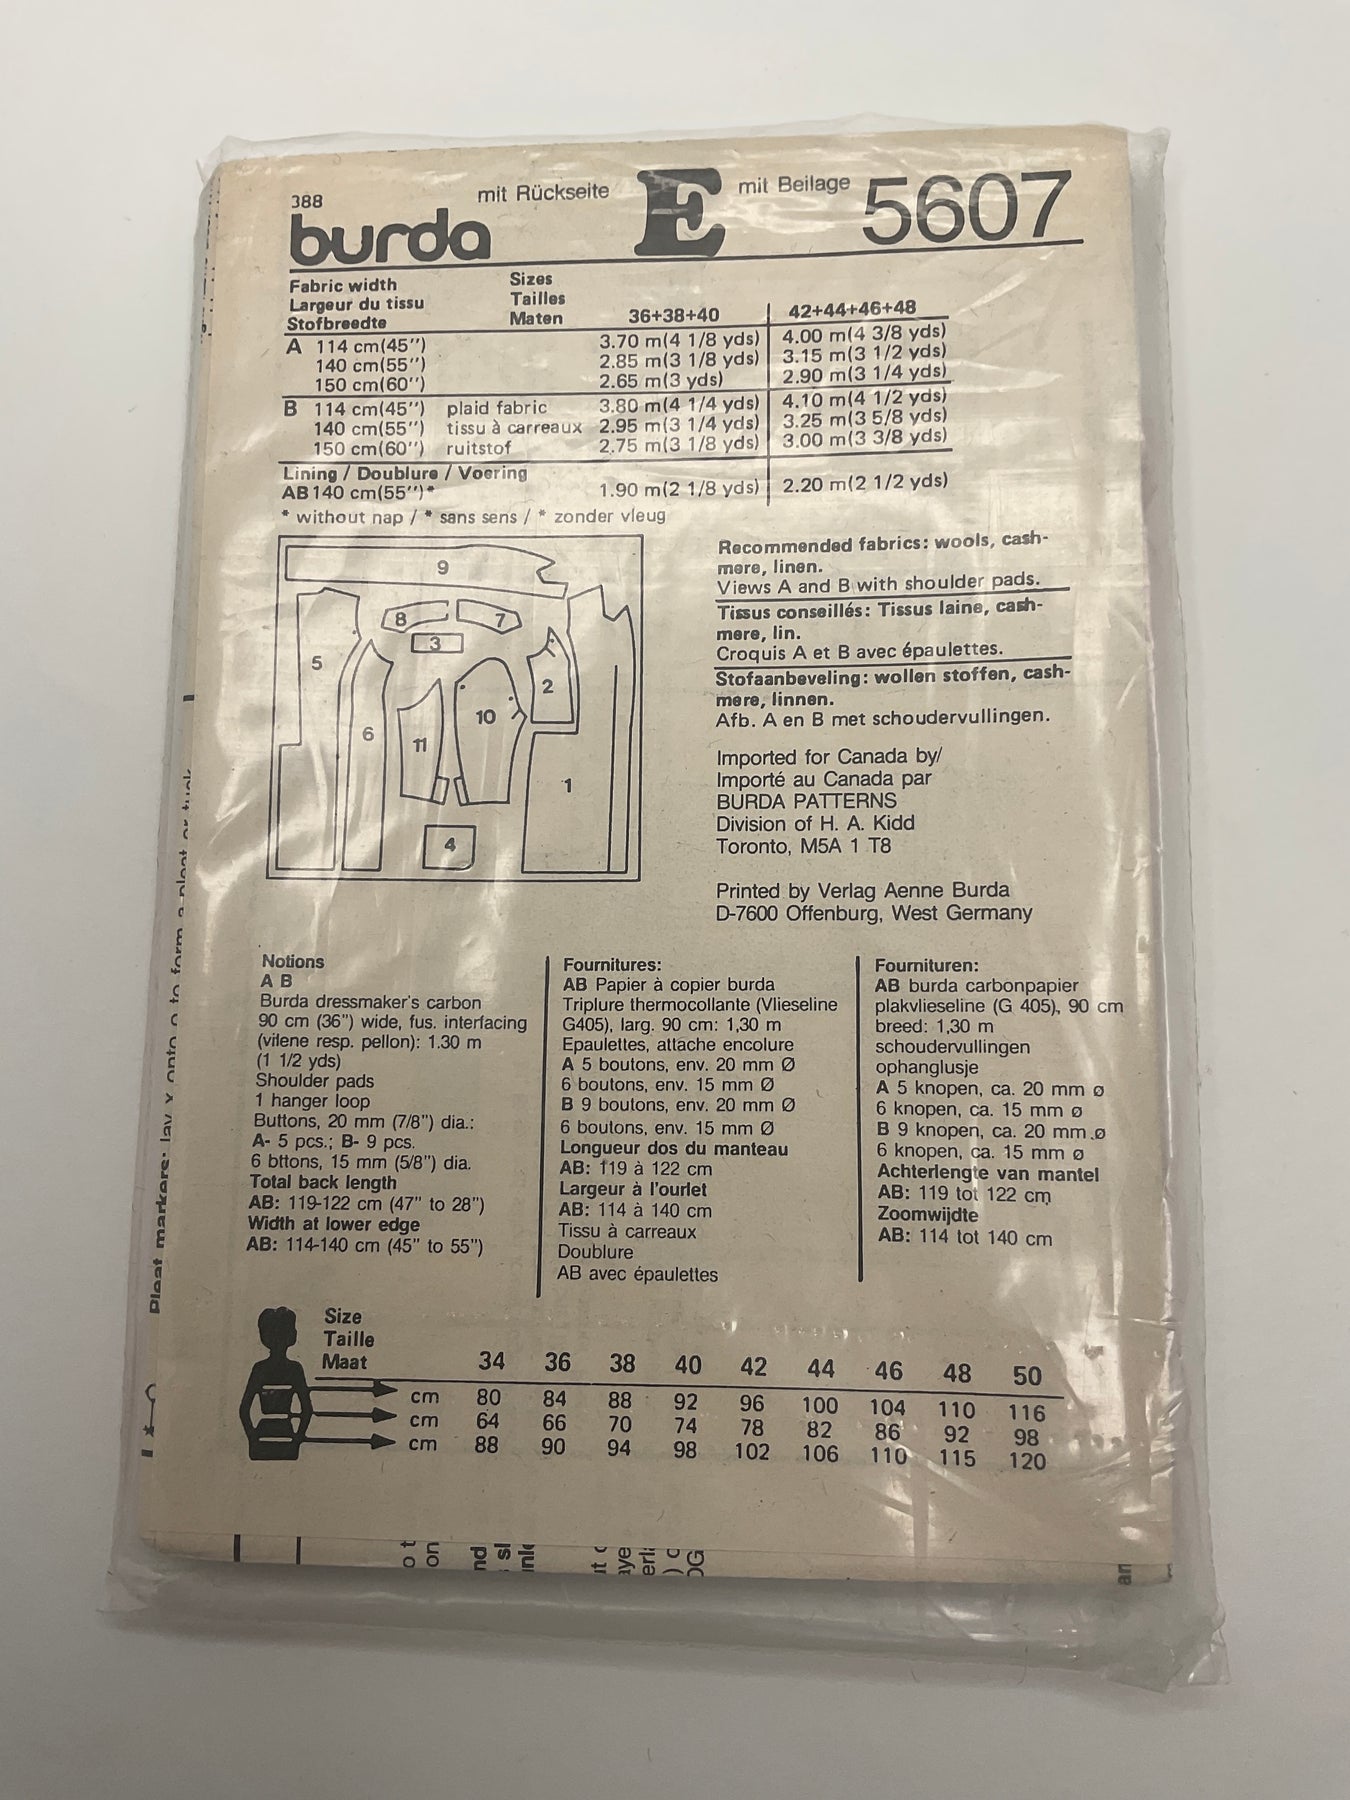 388
mit Rückseite E mit Beilage 5607
burda
Fabric width Sizes
Largeur du tissu Tailles
Stofbreedte Maten 36+38+40 42+44+46+48
A 114 cm(45'') 3.70 m(4 1/8 yds) 4.00 m(4 3/8 yds)
140 cm(55'') 2.85 m(3 1/8 yds) 3.15 m(3 1/2 yds)
150 cm(60'') 2.65 m(3 yds) 2.90 m(3 1/4 yds)
B 114 cm(45'') plaid fabric 3.80 m(4 1/4 yds) 4.10 m(4 1/2 yds)
140 cm(55'') tissu à carreaux 2.95 m(3 1/4 yds) 3.25 m(3 5/8 yds)
150 cm(60'') ruitstof 2.75 m(3 1/8 yds) 3.00 m(3 3/8 yds)
Lining / Doublure / Voering
AB 140 cm(55'')* 1.90 m(2 1/8 yds) 2.20 m(2 1/2 yds)
* without nap / * sans sens / * zonder vleug
9
8
7
3
5
2
6
10
11
1
4
Recommended fabrics: wools, cash-
mere, linen.
Views A and B with shoulder pads.
Tissus conseillés: Tissus laine, cash-
mere, lin.
Croquis A et B avec épaulettes.
Stofaanbeveling: wollen stoffen, cash-
mere, linnen.
Afb. A en B met schoudervullingen.
Imported for Canada by/
Importé au Canada par
BURDA PATTERNS
Division of H. A. Kidd
Toronto, M5A 1 T8
Printed by Verlag Aenne Burda
D-7600 Offenburg, West Germany
Notions
A B
Burda dressmaker's carbon
90 cm (36") wide, fus. interfacing
(vilene resp. pellon): 1.30 m
(1 1/2 yds)
Shoulder pads
1 hanger loop
Buttons, 20 mm (7/8") dia.:
A- 5 pcs.; B- 9 pcs.
6 bttons, 15 mm (5/8") dia.
Total back length
AB: 119-122 cm (47" to 28")
Width at lower edge
AB: 114-140 cm (45" to 55")
Fournitures:
AB Papier à copier burda
Triplure thermocollante (Vlieseline
G405), larg. 90 cm: 1,30 m
Epaulettes, attache encolure
A 5 boutons, env. 20 mm Ø
6 boutons, env. 15 mm Ø
B 9 boutons, env. 20 mm Ø
6 boutons, env. 15 mm Ø
Longueur dos du manteau
AB: 119 à 122 cm
Largeur à l'ourlet
AB: 114 à 140 cm
Tissu à carreaux
Doublure
AB avec épaulettes
Fournituren:
AB burda carbonpapier
plakvlieseline (G 405), 90 cm
breed: 1,30 m
schoudervullingen
ophanglusje
A 5 knopen, ca. 20 mm ø
6 knopen, ca. 15 mm ø
B 9 knopen, ca. 20 mm ø
6 knopen, ca. 15 mm ø
Achterlengte van mantel
AB: 119 tot 122 cm
Zoomwijdte
AB: 114 tot 140 cm
Size
Taille
Maat 34 36 38 40 42 44 46 48 50
cm 80 84 88 92 96 100 104 110 116
cm 64 66 70 74 78 82 86 92 98
cm 88 90 94 98 102 106 110 115 120
Pleat markers: lay x onto o to form a pleat or tuck